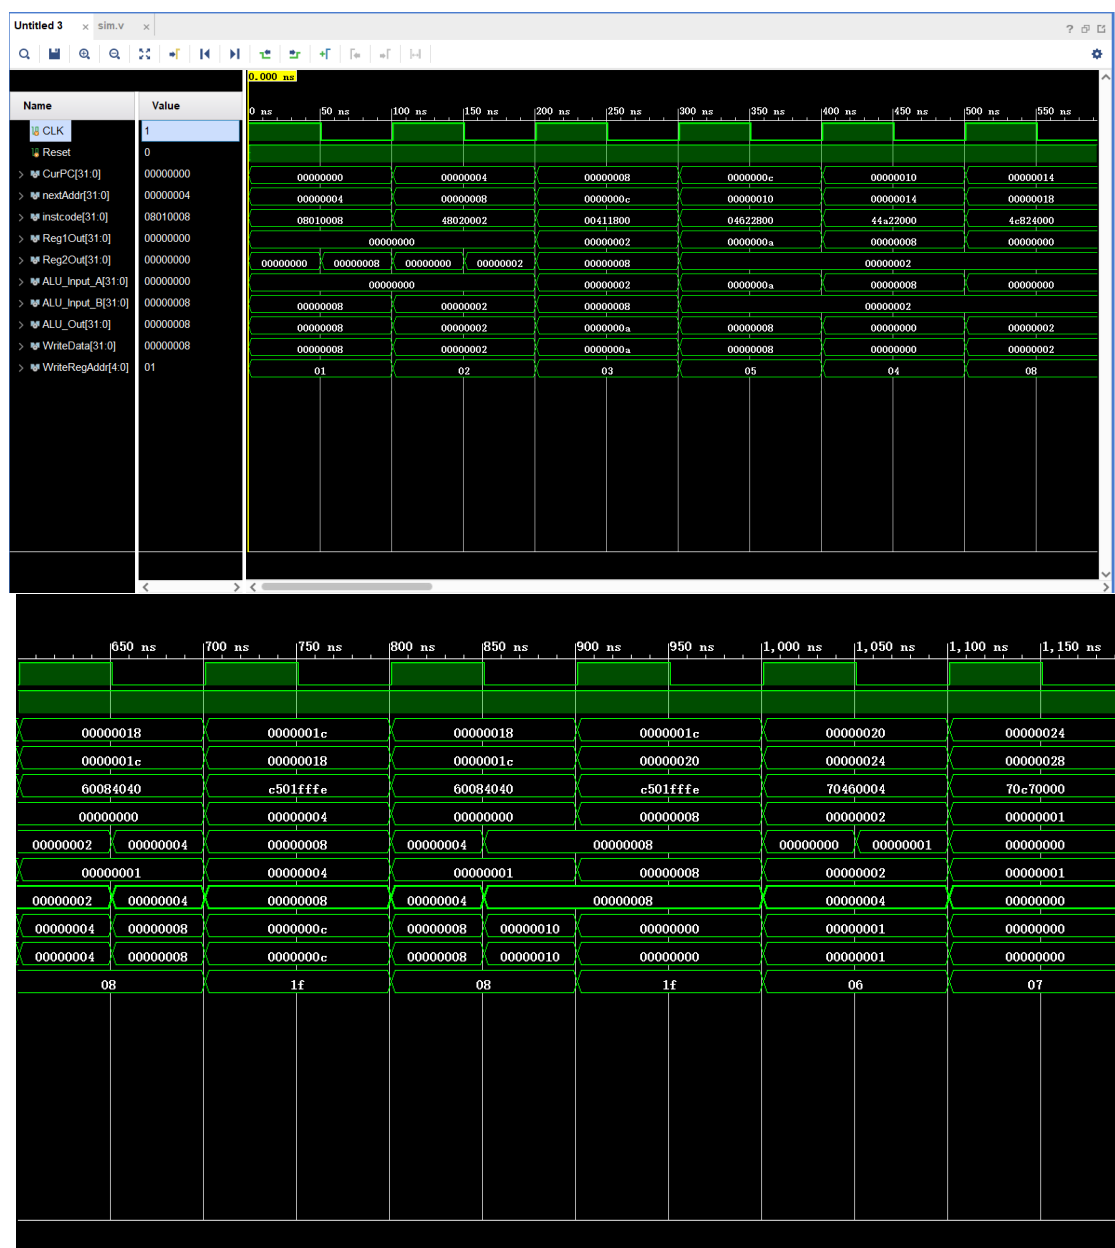 Untitled 3 × sim.v × ? 
0.000 ns
Name Value 0 ns 50 ns 100 ns 150 ns 200 ns 250 ns 300 ns 350 ns 400 ns 450 ns 500 ns 550 ns
CLK 1
Reset 0
> CurPC[31:0] 00000000 00000000 00000004 00000008 0000000c 00000010 00000014
> nextAddr[31:0] 00000004 00000004 00000008 0000000c 00000010 00000014 00000018
> instcode[31:0] 08010008 08010008 48020002 00411800 04622800 44a22000 4c824000
> Reg1Out[31:0] 00000000 00000000 00000002 0000000a 00000008 00000000
> Reg2Out[31:0] 00000000 00000000 00000008 00000000 00000002 00000008 00000002
> ALU_Input_A[31:0] 00000000 00000000 00000002 0000000a 00000008 00000000
> ALU_Input_B[31:0] 00000008 00000008 00000002 00000008 00000002
> ALU_Out[31:0] 00000008 00000008 00000002 0000000a 00000008 00000000 00000002
> WriteData[31:0] 00000008 00000008 00000002 0000000a 00000008 00000000 00000002
> WriteRegAddr[4:0] 01 01 02 03 05 04 08
650 ns 700 ns 750 ns 800 ns 850 ns 900 ns 950 ns 1,000 ns 1,050 ns 1,100 ns 1,150 ns
00000018 0000001c 00000018 0000001c 00000020 00000024
0000001c 00000018 0000001c 00000020 00000024 00000028
60084040 c501fffe 60084040 c501fffe 70460004 70c70000
00000000 00000004 00000000 00000008 00000002 00000001
00000002 00000004 00000008 00000004 00000008 00000000 00000001 00000000
00000001 00000004 00000001 00000008 00000002 00000001
00000002 00000004 00000008 00000004 00000008 00000004 00000000
00000004 00000008 0000000c 00000008 00000010 00000000 00000001 00000000
00000004 00000008 0000000c 00000008 00000010 00000000 00000001 00000000
08 1f 08 1f 06 07